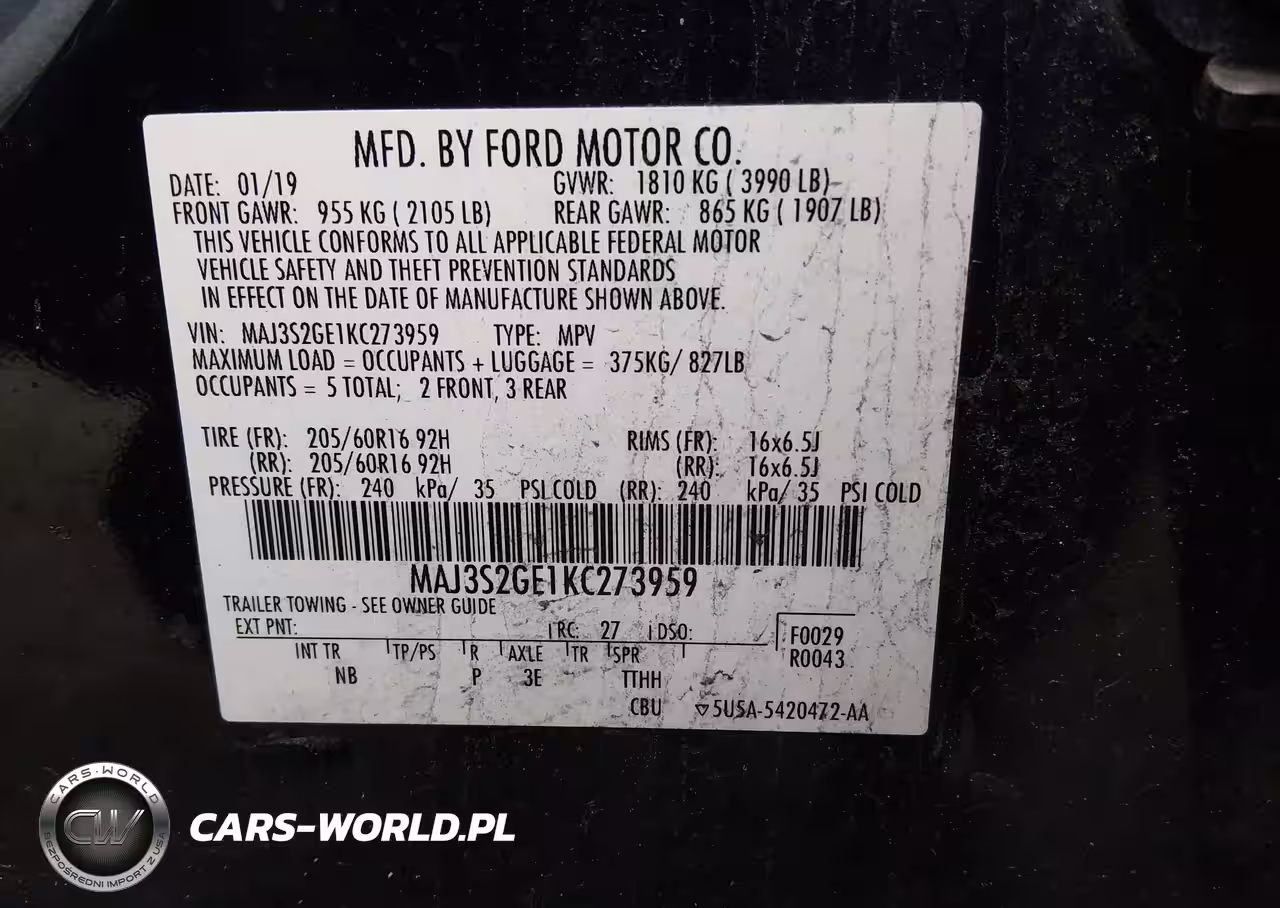 MFD. BY FORD MOTOR CO.
DATE: 01/19 GVWR: 1810 KG ( 3990 LB)
FRONT GAWR: 955 KG ( 2105 LB) REAR GAWR: 865 KG ( 1907 LB)
THIS VEHICLE CONFORMS TO ALL APPLICABLE FEDERAL MOTOR
VEHICLE SAFETY AND THEFT PREVENTION STANDARDS
IN EFFECT ON THE DATE OF MANUFACTURE SHOWN ABOVE.
VIN: MAJ3S2GE1KC273959 TYPE: MPV
MAXIMUM LOAD = OCCUPANTS + LUGGAGE = 375KG/ 827LB
OCCUPANTS = 5 TOTAL; 2 FRONT, 3 REAR
TIRE (FR): 205/60R16 92H RIMS (FR): 16x6.5J
(RR): 205/60R16 92H (RR): 16x6.5J
PRESSURE (FR): 240 kPa/ 35 PSI COLD (RR): 240 kPa/ 35 PSI COLD
MAJ3S2GE1KC273959
TRAILER TOWING - SEE OWNER GUIDE
EXT PNT: RC: 27 DSO: F0029
INT TR TP/PS R AXLE TR SPR R0043
NB P 3E TTHH
CBU 5U5A-5420472-AA
CARS-WORLD
CW
BEZPOŚREDNI IMPORT Z USA
CARS-WORLD.PL